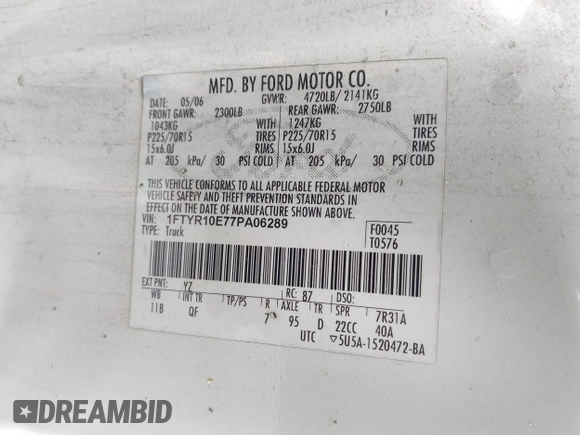 MFD. BY FORD MOTOR CO.
DATE: 05/06 GVWR: 4720LB/ 2141KG
FRONT GAWR: 2300LB REAR GAWR: 2750LB
1043KG WITH 1247KG WITH
P225/70R15 TIRES P225/70R15 TIRES
15x6.0J RIMS 15x6.0J RIMS
AT 205 kPa/ 30 PSI COLD AT 205 kPa/ 30 PSI COLD
THIS VEHICLE CONFORMS TO ALL APPLICABLE FEDERAL MOTOR
VEHICLE SAFETY AND THEFT PREVENTION STANDARDS IN
EFFECT ON THE DATE OF MANUFACTURE SHOWN ABOVE.
VIN: 1FTYR10E77PA06289 F0045
TYPE: Truck T0576
EXT PNT: YZ RC: 87 DSO:
WB INT TR TP/PS R AXLE TR SPR 7R31A
118 QF 7 95 D 22CC 40A
UTC ▽5U5A-1520472-BA
Ford
DREAMBID